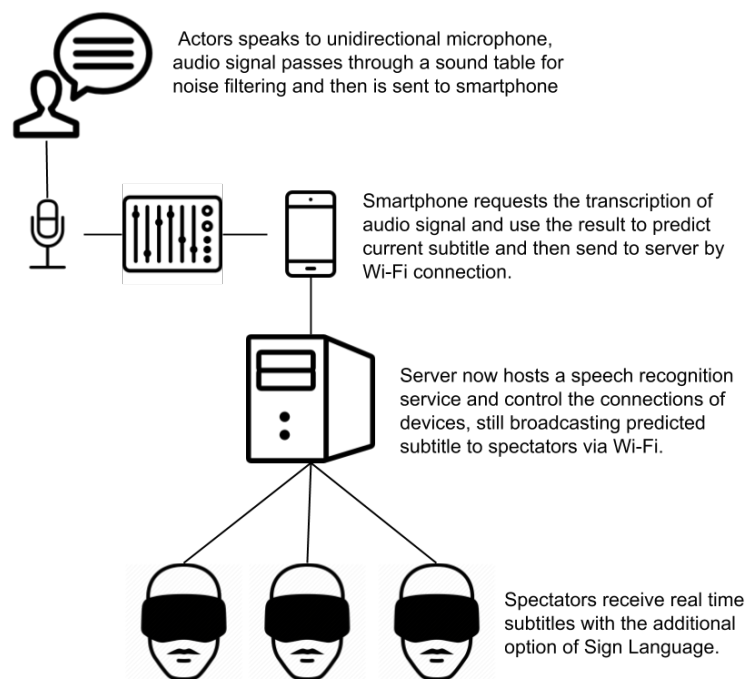 Actors speaks to unidirectional microphone,
audio signal passes through a sound table for
noise filtering and then is sent to smartphone
Smartphone requests the transcription of
audio signal and use the result to predict
current subtitle and then send to server by
Wi-Fi connection.
Server now hosts a speech recognition
service and control the connections of
devices, still broadcasting predicted
subtitle to spectators via Wi-Fi.
Spectators receive real time
subtitles with the additional
option of Sign Language.